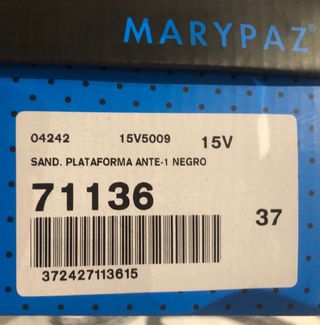 MARYPAZ®
04242 15V5009 15V
SAND. PLATAFORMA ANTE-1 NEGRO
71136
37
372427113615